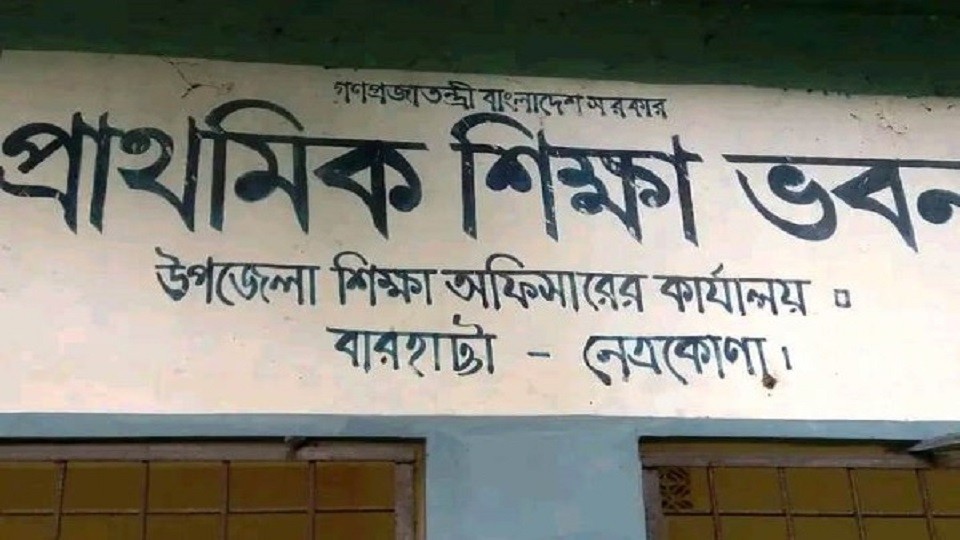 গণপ্রজাতন্ত্রী বাংলাদেশ সরকার
প্রাথমিক শিক্ষা ভবন
উপজেলা শিক্ষা অফিসারের কার্যালয়
বারহাট্টা - নেত্রকোণা।